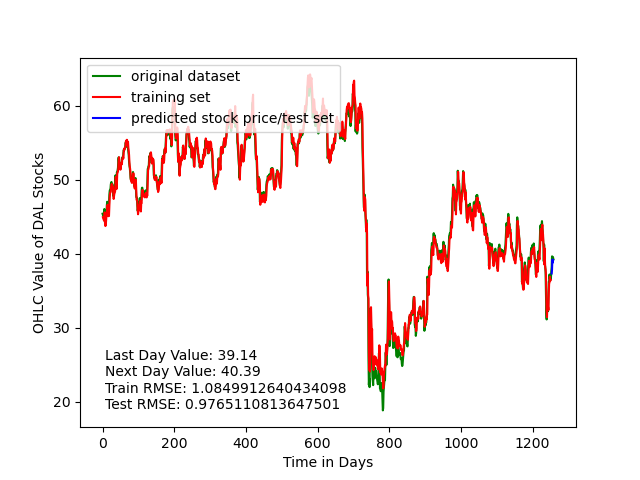 original dataset
training set
predicted stock price/test set
OHLC Value of DAL Stocks
60
50
40
30
20
Last Day Value: 39.14
Next Day Value: 40.39
Train RMSE: 1.0849912640434098
Test RMSE: 0.9765110813647501
0 200 400 600 800 1000 1200
Time in Days